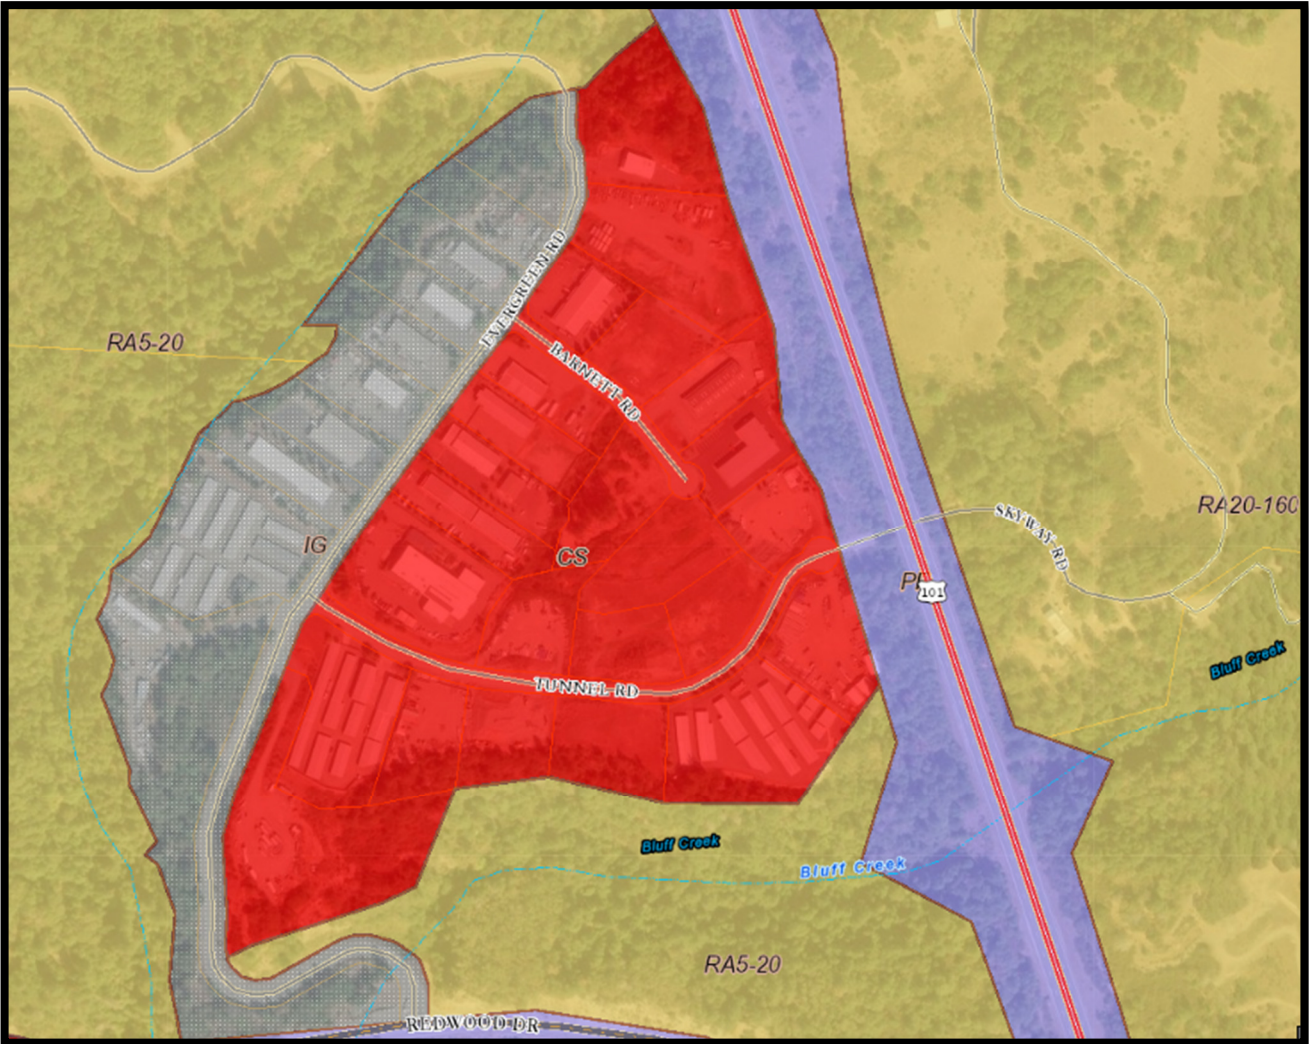 EVERGREEN RD
RA5-20
BARNETT RD
RA20-160
SKYWAY RD
IG
CS
101
Bluff Creek
TUNNEL RD
Bluff Creek
Bluff Creek
RA5-20
REDWOOD DR